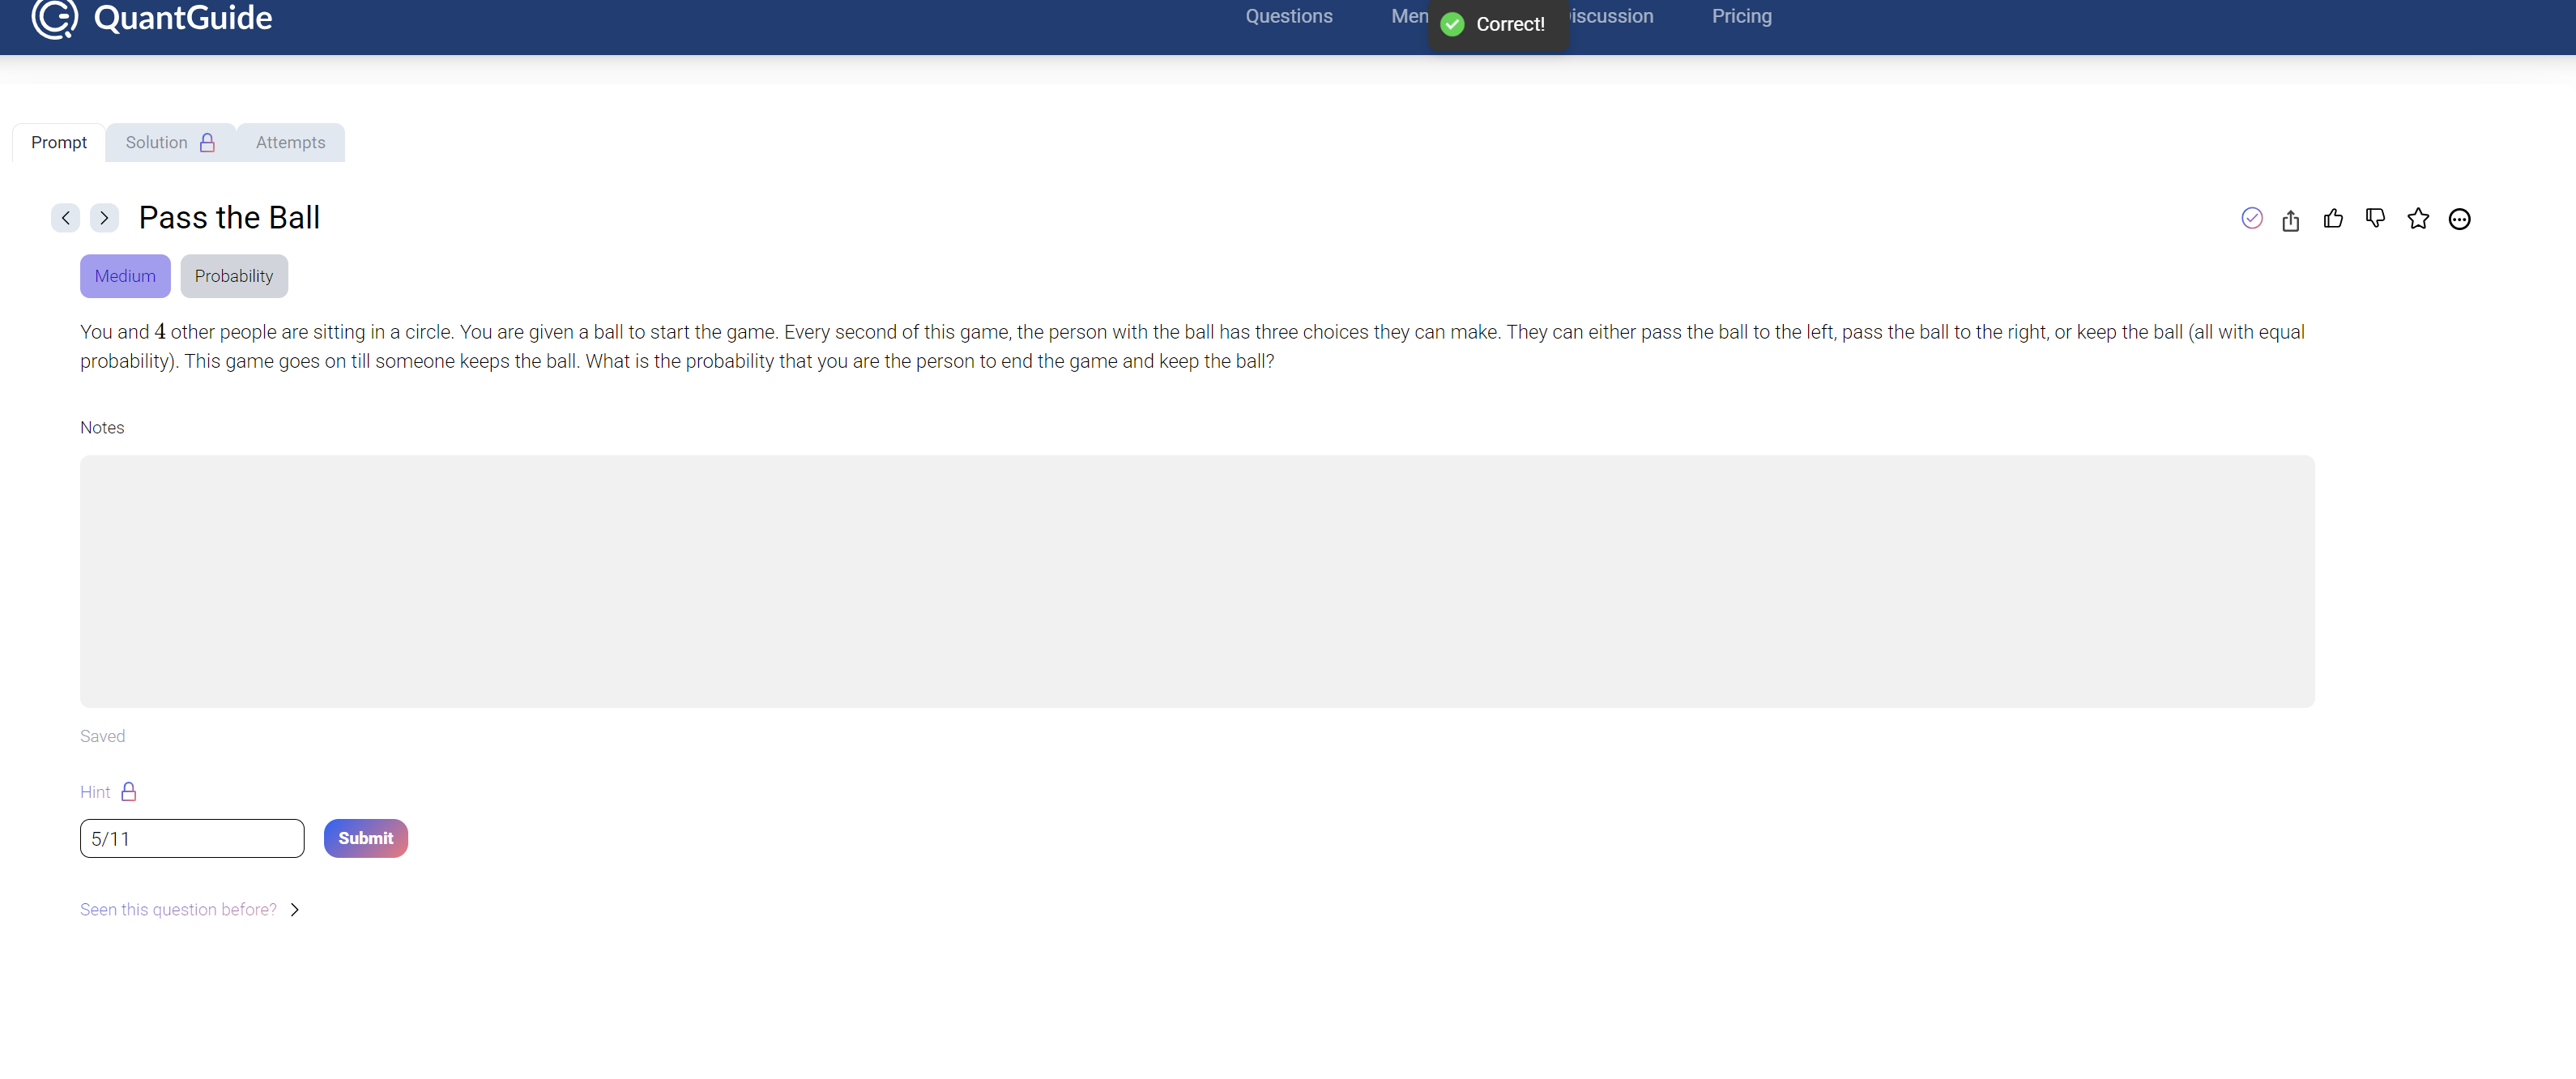 QuantGuide
Questions
Men
Correct!
iscussion
Pricing
Prompt
Solution
Attempts
Pass the Ball
Medium
Probability
You and 4 other people are sitting in a circle. You are given a ball to start the game. Every second of this game, the person with the ball has three choices they can make. They can either pass the ball to the left, pass the ball to the right, or keep the ball (all with equal
probability). This game goes on till someone keeps the ball. What is the probability that you are the person to end the game and keep the ball?
Notes
Saved
Hint
5/11
Submit
Seen this question before?